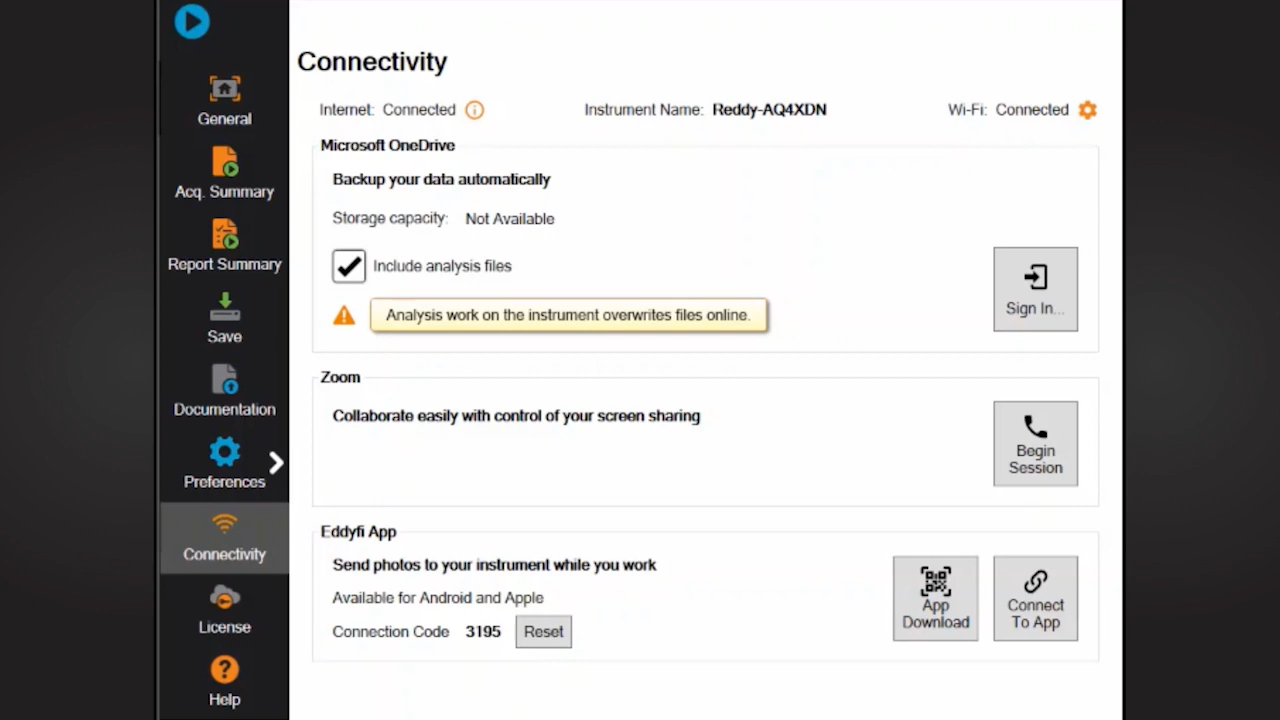 General
Acq. Summary
Report Summary
Save
Documentation
Preferences
Connectivity
License
Help
Connectivity
Internet: Connected
Instrument Name: Reddy-AQ4XDN
Wi-Fi: Connected
Microsoft OneDrive
Backup your data automatically
Storage capacity: Not Available
Include analysis files
Analysis work on the instrument overwrites files online.
Sign In...
Zoom
Collaborate easily with control of your screen sharing
Begin
Session
Eddyfi App
Send photos to your instrument while you work
Available for Android and Apple
Connection Code 3195 Reset
App
Download
Connect
To App